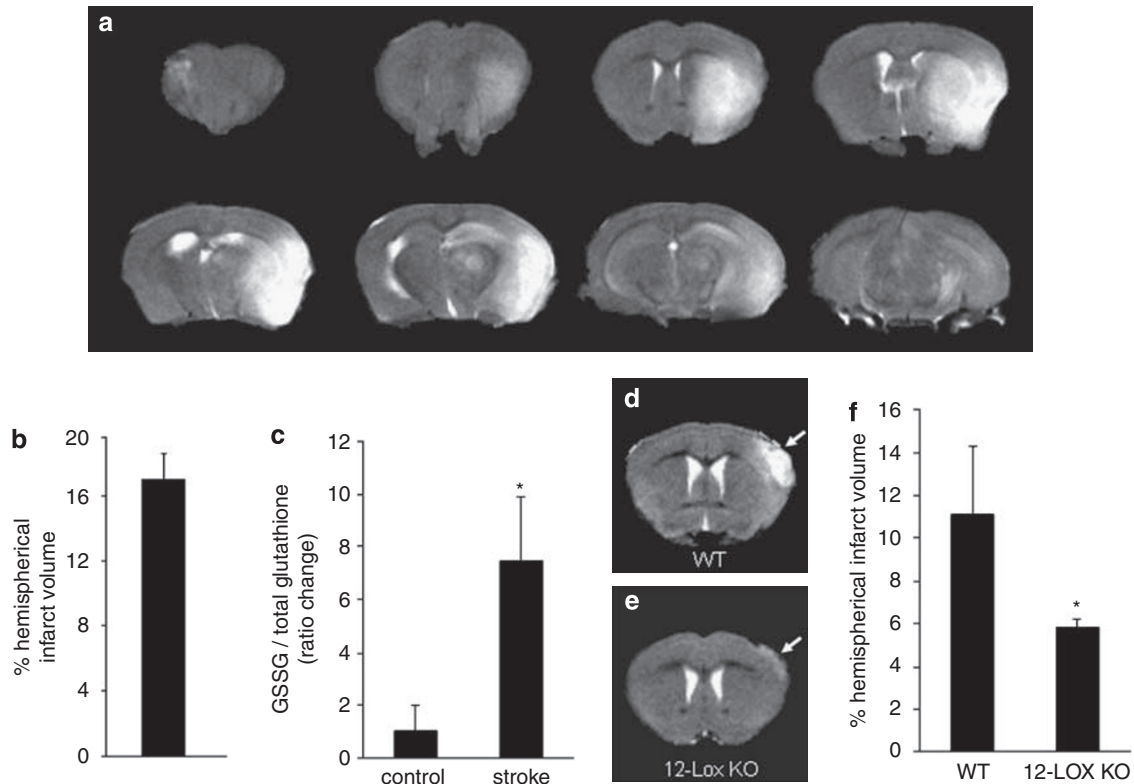 a
b
% hemispherical
infarct volume
20
16
12
8
4
0
c
GSSG / total glutathione
(ratio change)
12
10
8
6
4
2
0
*
control
stroke
d
WT
e
12-Lox KO
f
% hemispherical infarct volume
16
14
12
10
8
6
4
2
0
*
WT
12-LOX KO